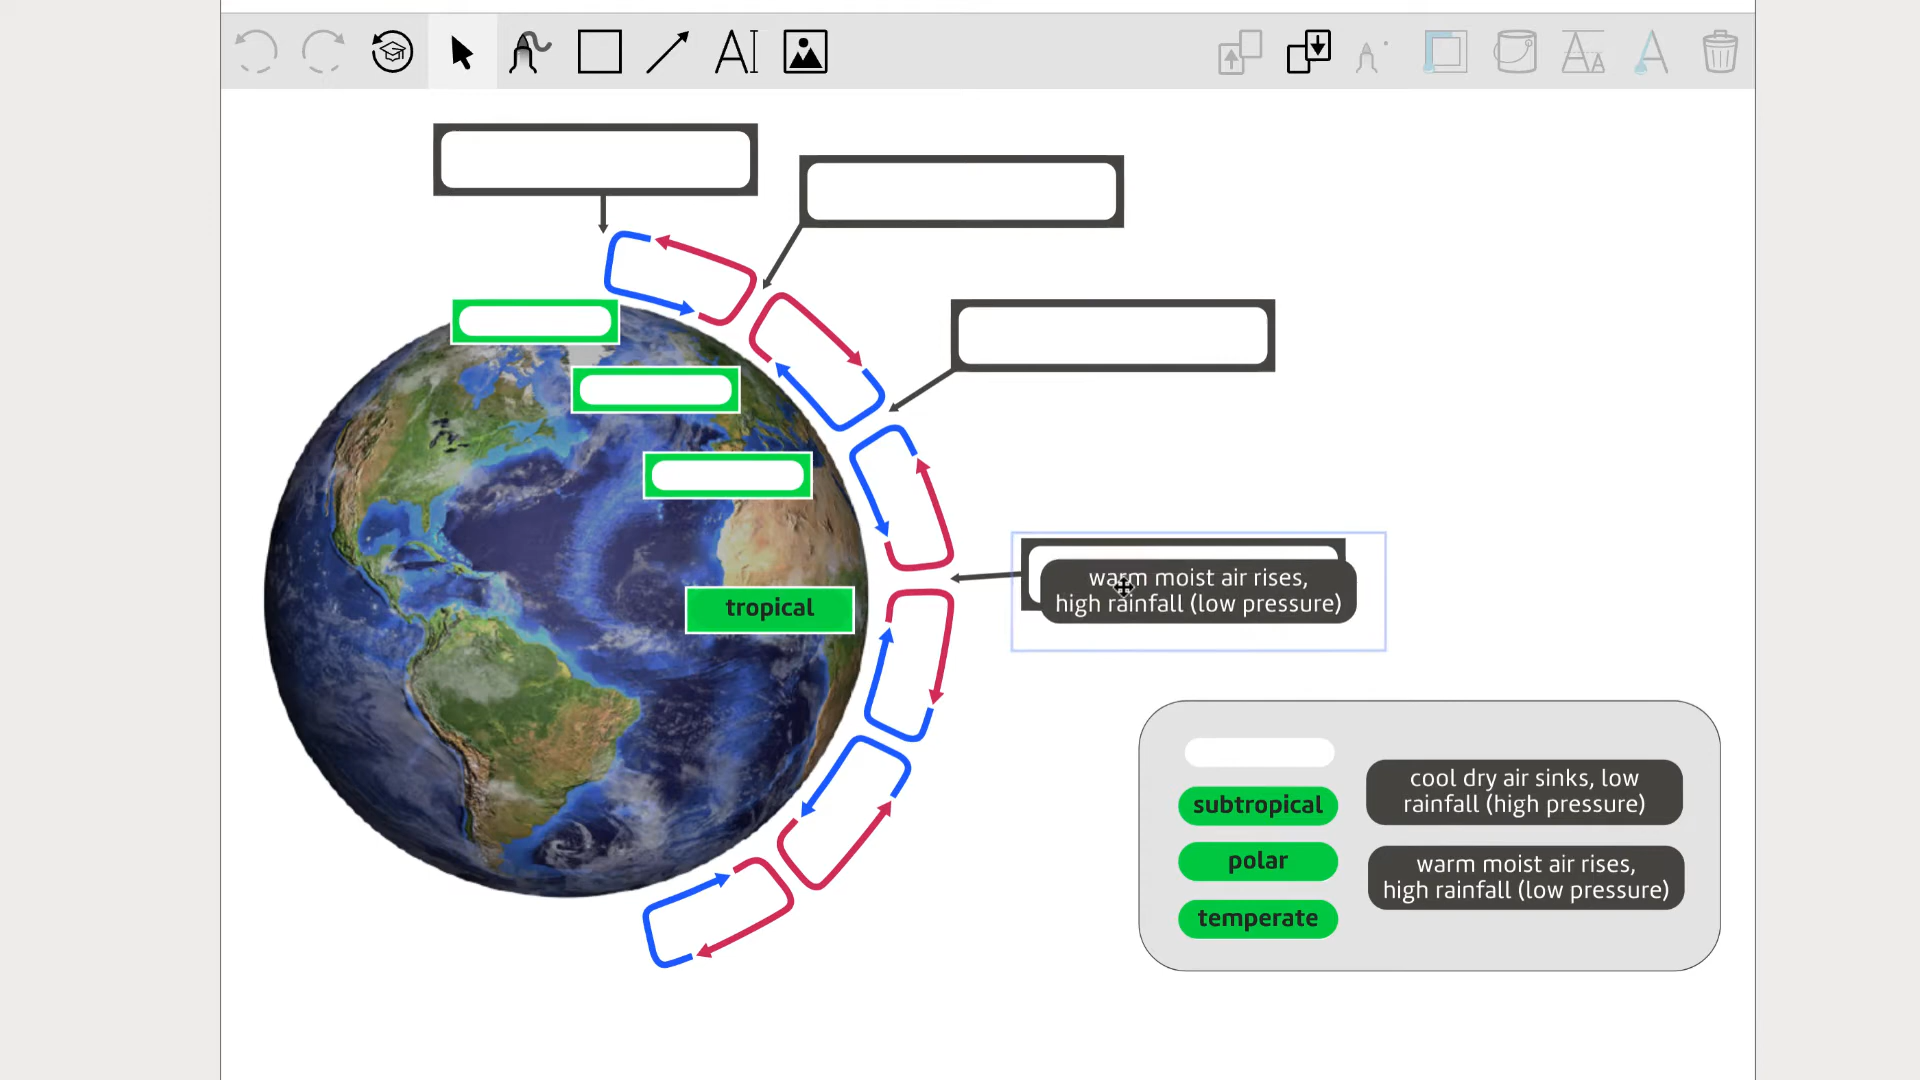 tropical
warm moist air rises,
high rainfall (low pressure)
subtropical
polar
temperate
cool dry air sinks, low
rainfall (high pressure)
warm moist air rises,
high rainfall (low pressure)